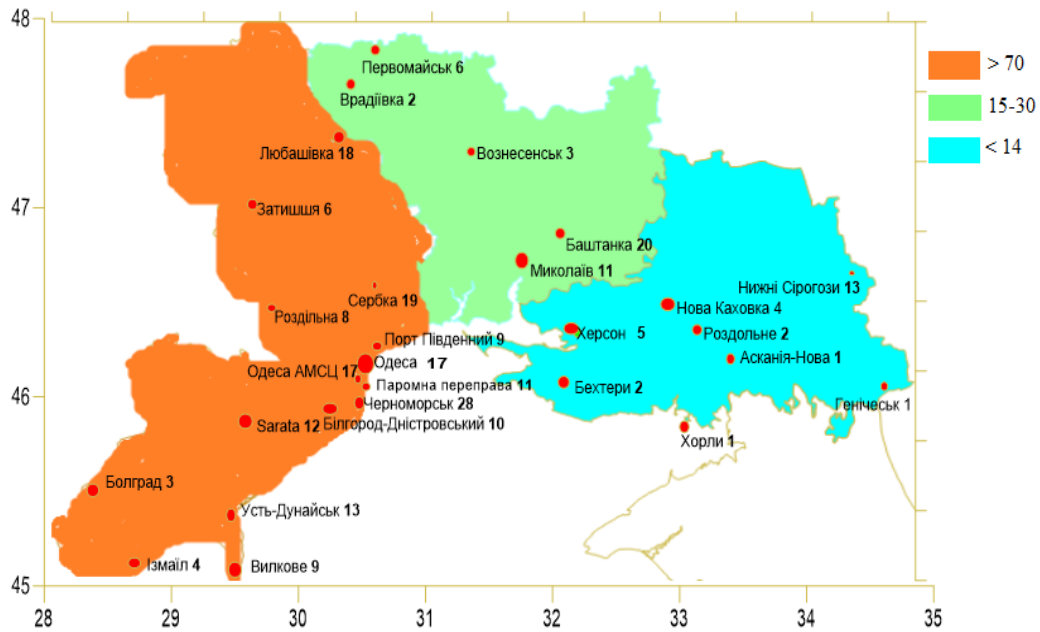 48
47
46
45
28
29
30
31
32
33
34
35
> 70
15-30
< 14
Первомайськ 6
Врадіївка 2
Любашівка 18
Вознесенськ 3
Затишшя 6
Баштанка 20
Миколаїв 11
Сербка 19
Роздільна 8
Нижні Сірогози 13
Нова Каховка 4
Порт Південний 9
Херсон 5
Роздольне 2
Одеса 17
Одеса АМСЦ 17
Асканія-Нова 1
Паромна переправа 11
Бехтери 2
Черноморськ 28
Генічеськ 1
Sarata 12
Білгород-Дністровський 10
Хорли 1
Болград 3
Усть-Дунайськ 13
Ізмаїл 4
Вилкове 9